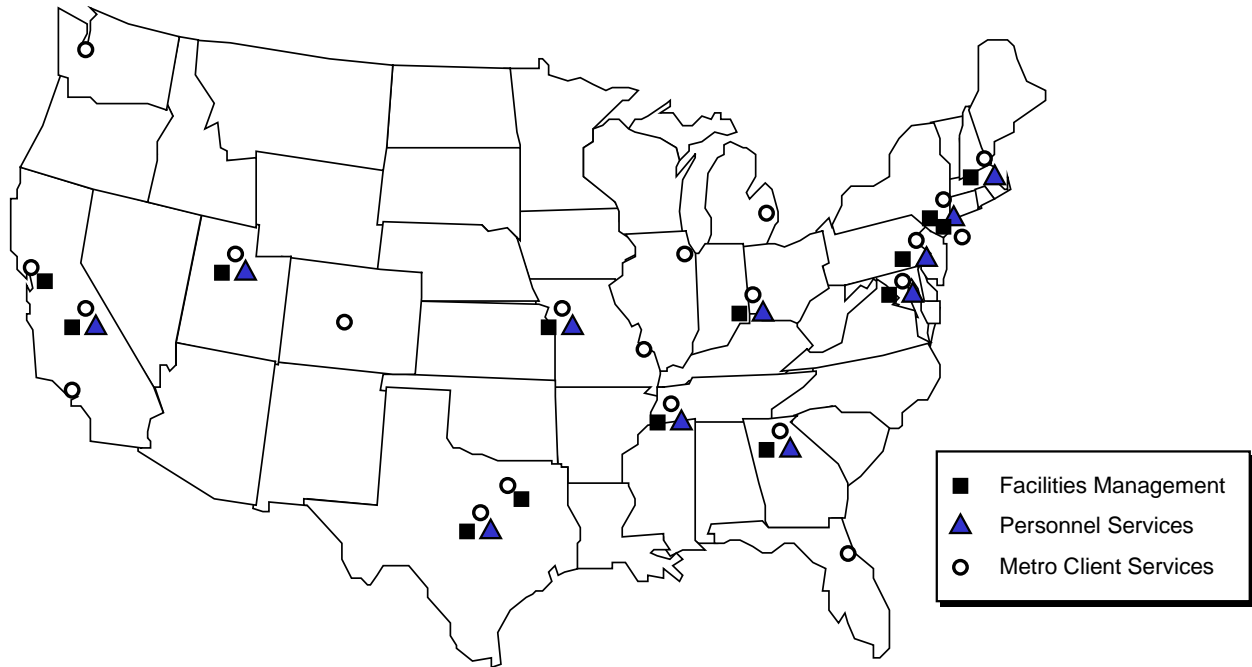 Facilities Management
Personnel Services
Metro Client Services